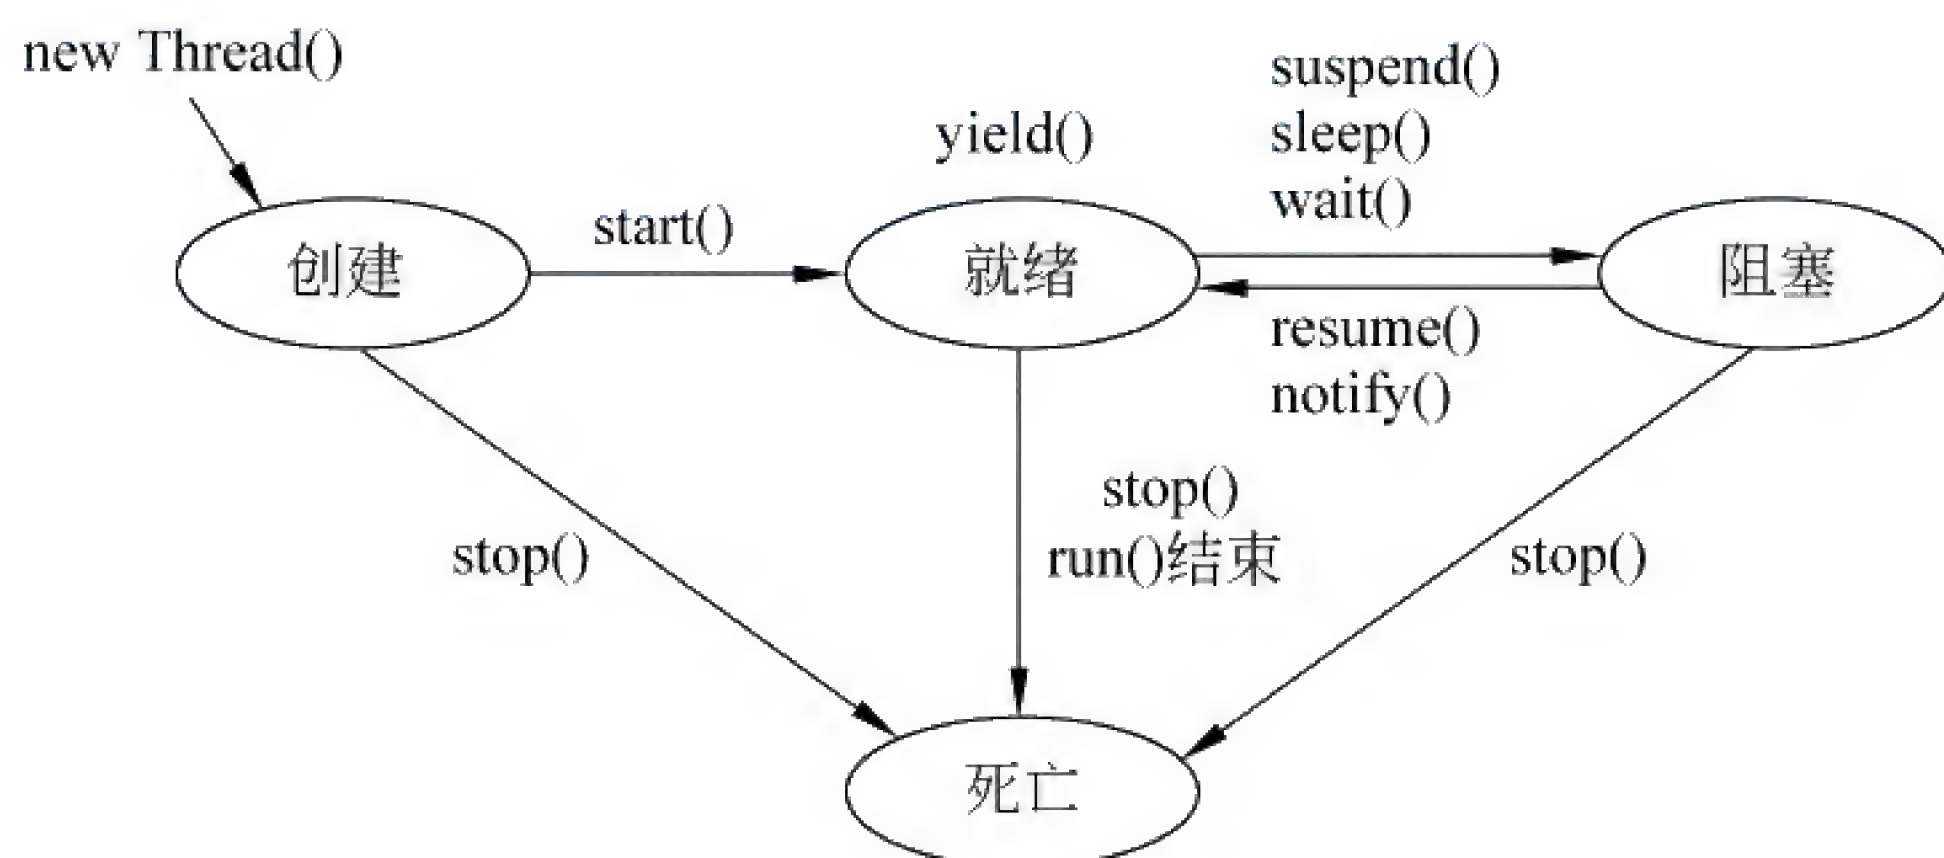 new Thread()
suspend()
yield()
sleep()
wait()
start()
创建
就绪
阻塞
resume()
notify()
stop()
run()结束
stop()
stop()
死亡